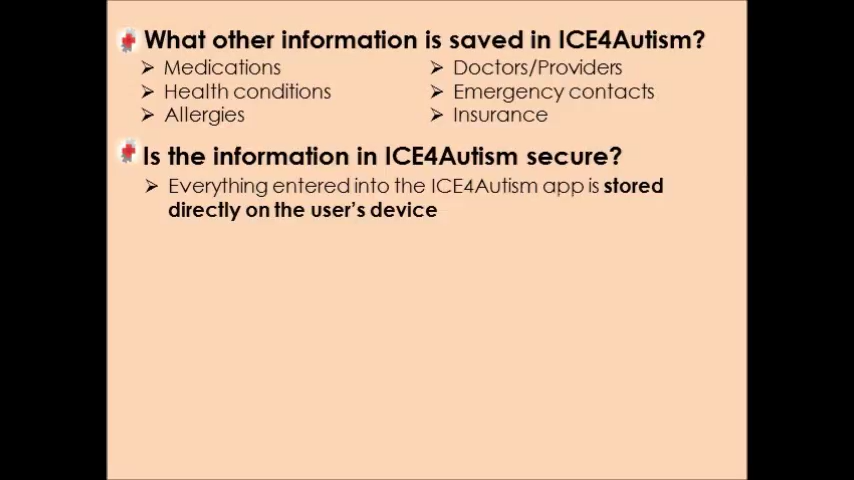 What other information is saved in ICE4Autism?
➢ Medications
➢ Health conditions
➢ Allergies
➢ Doctors/Providers
➢ Emergency contacts
➢ Insurance
Is the information in ICE4Autism secure?
➢ Everything entered into the ICE4Autism app is stored
directly on the user's device